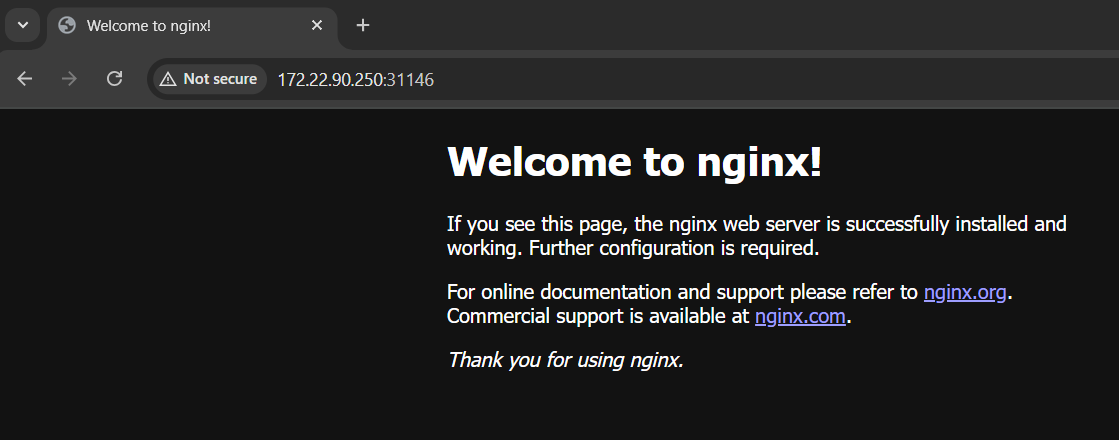 Welcome to nginx!
Not secure
172.22.90.250:31146
Welcome to nginx!
If you see this page, the nginx web server is successfully installed and
working. Further configuration is required.
For online documentation and support please refer to nginx.org.
Commercial support is available at nginx.com.
Thank you for using nginx.